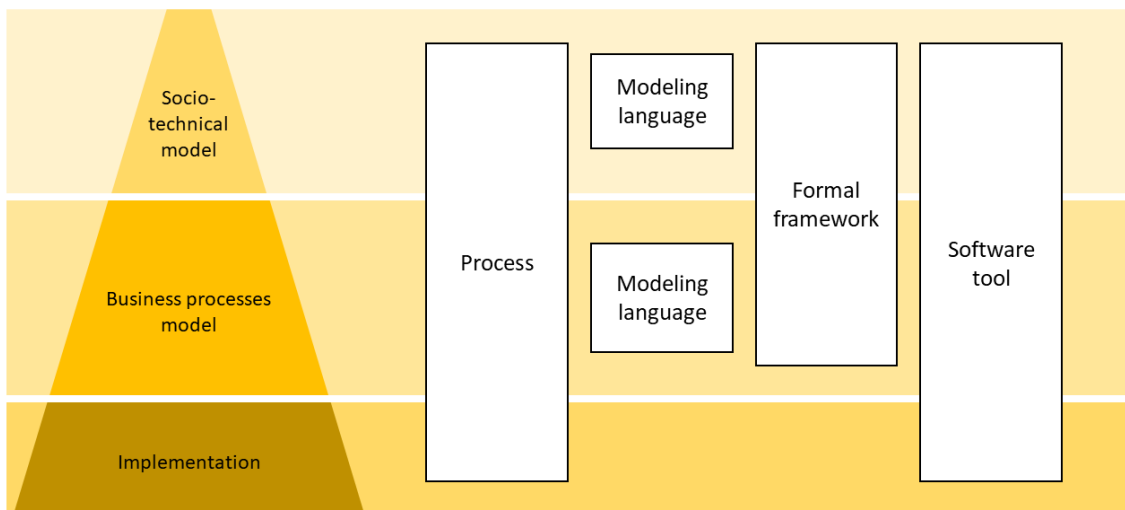 Socio-
technical
model
Business processes
model
Implementation
Process
Modeling
language
Modeling
language
Formal
framework
Software
tool